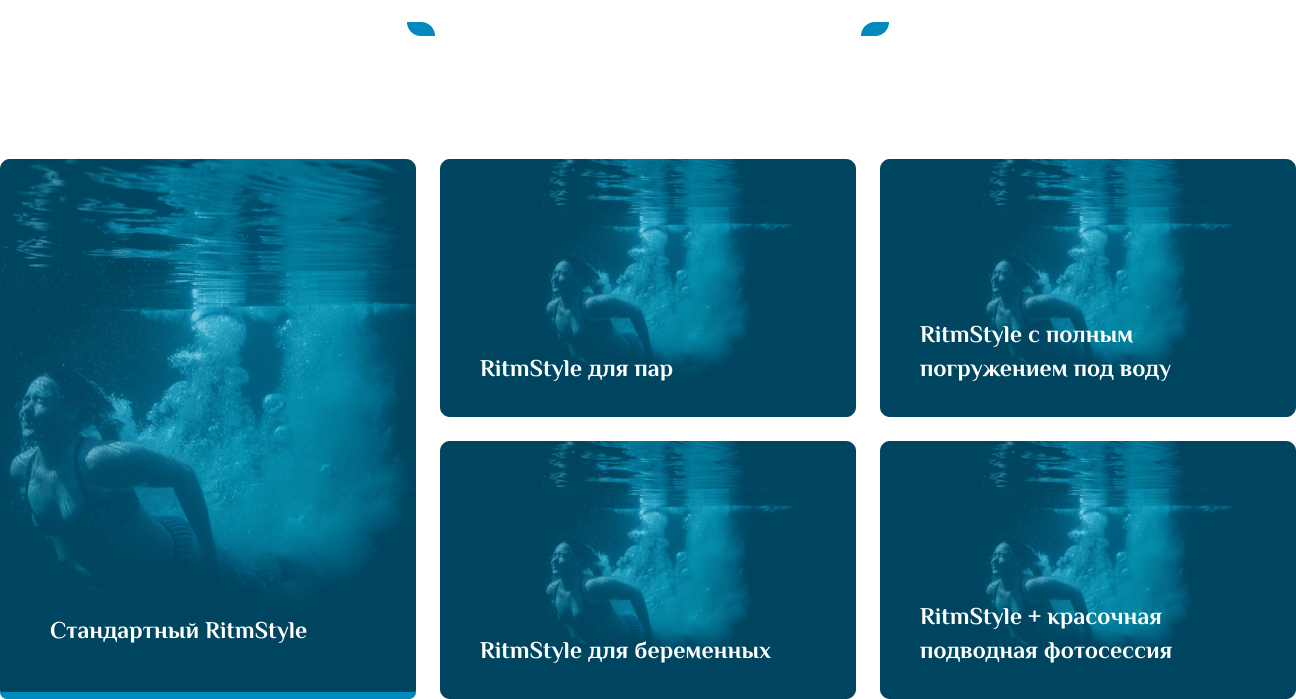 Стандартный RitmStyle
RitmStyle для пар
RitmStyle с полным
погружением под воду
RitmStyle для беременных
RitmStyle + красочная
подводная фотосессия